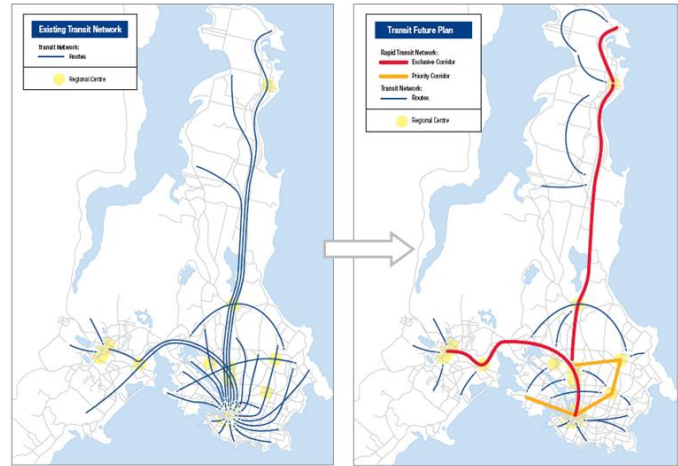 Existing Transit Network
Transit Network:
Routes
Regional Centre
Transit Future Plan
Rapid Transit Network:
Exclusive Corridor
Priority Corridor
Transit Network:
Routes
Regional Centre